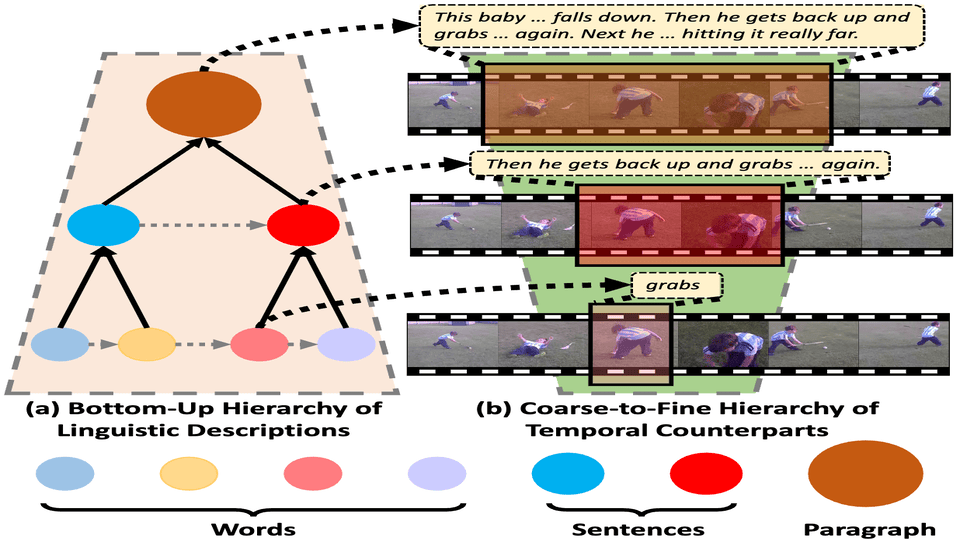 This baby ... falls down. Then he gets back up and
grabs ... again. Next he ... hitting it really far.
Then he gets back up and grabs ... again.
grabs
(a) Bottom-Up Hierarchy of
Linguistic Descriptions
(b) Coarse-to-Fine Hierarchy of
Temporal Counterparts
Words
Sentences
Paragraph